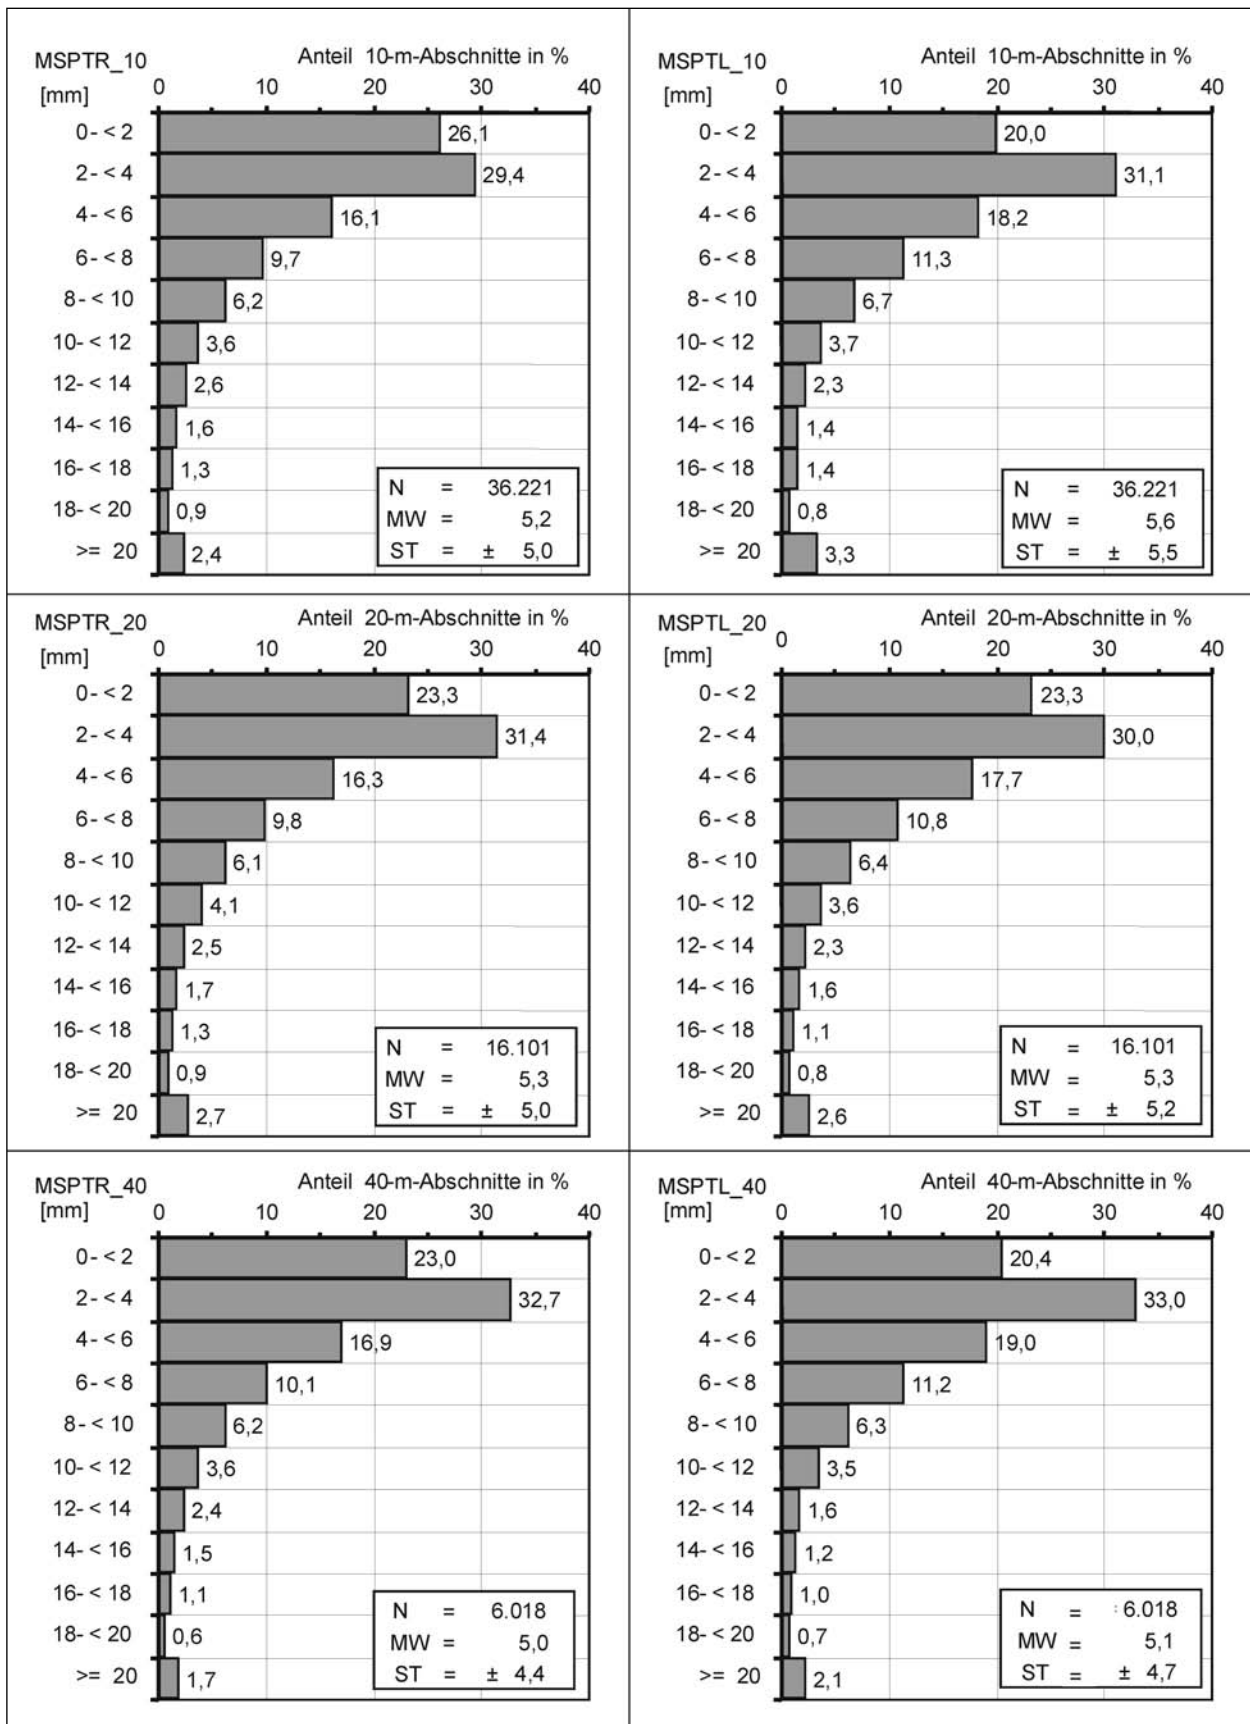 MSPTR_10 Anteil 10-m-Abschnitte in %
[mm] 0 10 20 30 40
0- < 2 26,1
2- < 4 29,4
4- < 6 16,1
6- < 8 9,7
8- < 10 6,2
10- < 12 3,6
12- < 14 2,6
14- < 16 1,6
16- < 18 1,3
18- < 20 0,9
>= 20 2,4
N = 36.221
MW = 5,2
ST = ± 5,0
MSPTL_10 Anteil 10-m-Abschnitte in %
[mm] 0 10 20 30 40
0- < 2 20,0
2- < 4 31,1
4- < 6 18,2
6- < 8 11,3
8- < 10 6,7
10- < 12 3,7
12- < 14 2,3
14- < 16 1,4
16- < 18 1,4
18- < 20 0,8
>= 20 3,3
N = 36.221
MW = 5,6
ST = ± 5,5
MSPTR_20 Anteil 20-m-Abschnitte in %
[mm] 0 10 20 30 40
0- < 2 23,3
2- < 4 31,4
4- < 6 16,3
6- < 8 9,8
8- < 10 6,1
10- < 12 4,1
12- < 14 2,5
14- < 16 1,7
16- < 18 1,3
18- < 20 0,9
>= 20 2,7
N = 16.101
MW = 5,3
ST = ± 5,0
MSPTL_20 Anteil 20-m-Abschnitte in %
[mm] 0 10 20 30 40
0- < 2 23,3
2- < 4 30,0
4- < 6 17,7
6- < 8 10,8
8- < 10 6,4
10- < 12 3,6
12- < 14 2,3
14- < 16 1,6
16- < 18 1,1
18- < 20 0,8
>= 20 2,6
N = 16.101
MW = 5,3
ST = ± 5,2
MSPTR_40 Anteil 40-m-Abschnitte in %
[mm] 0 10 20 30 40
0- < 2 23,0
2- < 4 32,7
4- < 6 16,9
6- < 8 10,1
8- < 10 6,2
10- < 12 3,6
12- < 14 2,4
14- < 16 1,5
16- < 18 1,1
18- < 20 0,6
>= 20 1,7
N = 6.018
MW = 5,0
ST = ± 4,4
MSPTL_40 Anteil 40-m-Abschnitte in %
[mm] 0 10 20 30 40
0- < 2 20,4
2- < 4 33,0
4- < 6 19,0
6- < 8 11,2
8- < 10 6,3
10- < 12 3,5
12- < 14 1,6
14- < 16 1,2
16- < 18 1,0
18- < 20 0,7
>= 20 2,1
N = 6.018
MW = 5,1
ST = ± 4,7